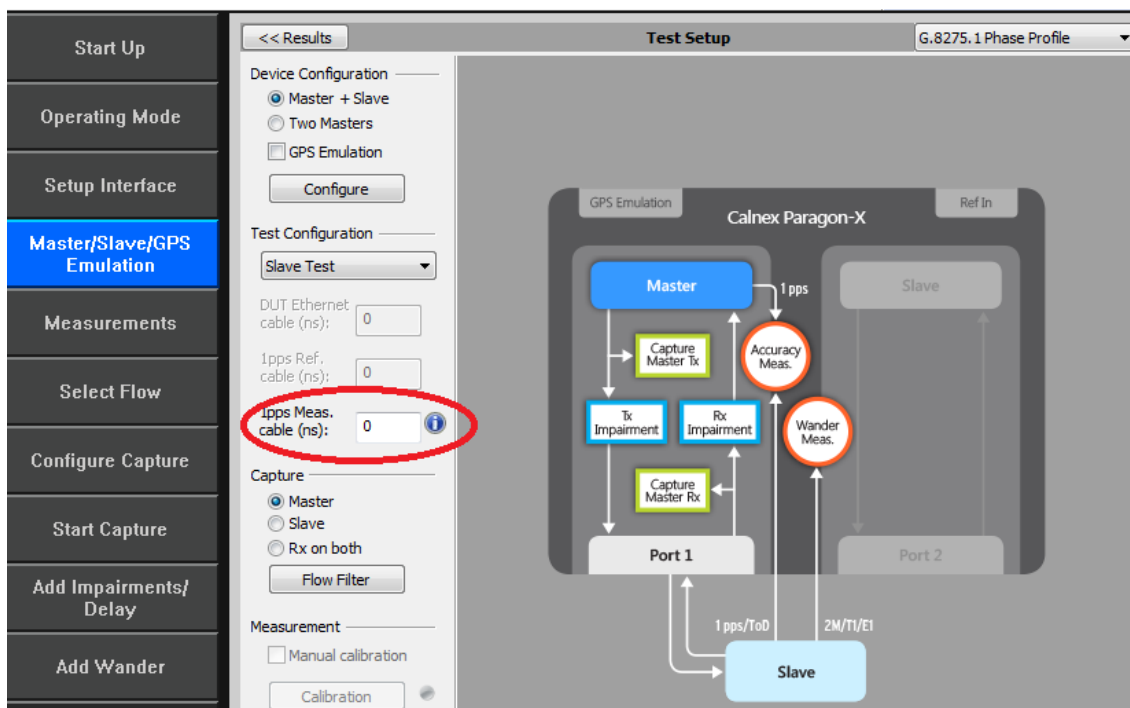 Start Up
Operating Mode
Setup Interface
Master/Slave/GPS
Emulation
Measurements
Select Flow
Configure Capture
Start Capture
Add Impairments/
Delay
Add Wander
<< Results
Test Setup
G.8275.1 Phase Profile
Device Configuration
Master + Slave
Two Masters
GPS Emulation
Configure
Test Configuration
Slave Test
DUT Ethernet
cable (ns):
0
1pps Ref.
cable (ns):
0
1pps Meas.
cable (ns):
0
Capture
Master
Slave
Rx on both
Flow Filter
Measurement
Manual calibration
Calibration
GPS Emulation
Calnex Paragon-X
Ref In
Master
1 pps
Slave
Capture
Master Tx
Accuracy
Meas.
Tx
Impairment
Rx
Impairment
Wander
Meas.
Capture
Master Rx
Port 1
Port 2
1 pps/ToD
2M/T1/E1
Slave